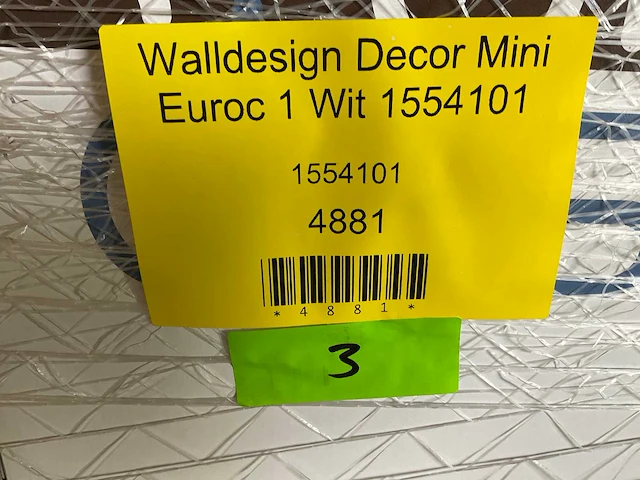 Walldesign Decor Mini
Euroc 1 Wit 1554101
1554101
4881
*4881*
3